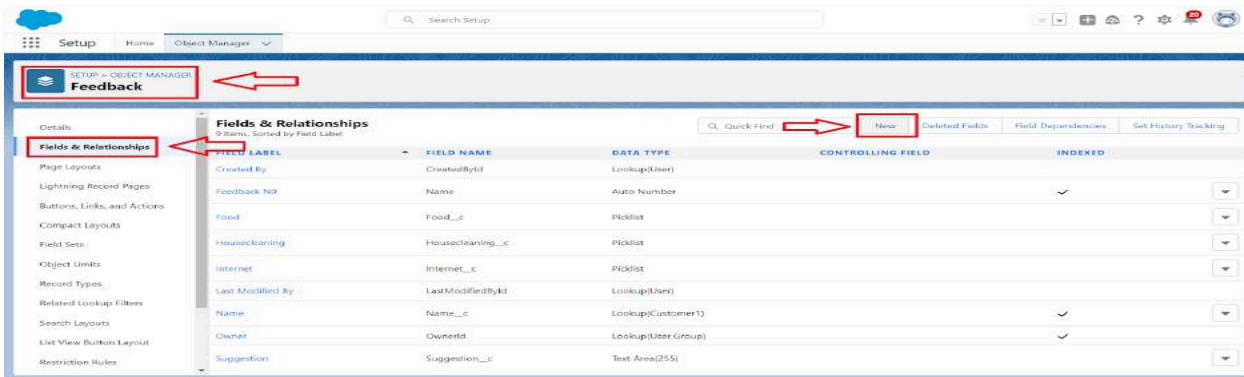 Search Setup
20
Setup Home Object Manager
SETUP > OBJECT MANAGER
Feedback
Details
Fields & Relationships
Page Layouts
Lightning Record Pages
Buttons, Links, and Actions
Compact Layouts
Field Sets
Object Limits
Record Types
Related Lookup Filters
Search Layouts
List View Button Layout
Restriction Rules
Fields & Relationships
9 Items, Sorted by Field Label
Quick Find New Deleted Fields Field Dependencies Set History Tracking
FIELD LABEL FIELD NAME DATA TYPE CONTROLLING FIELD INDEXED
Created By CreatedById Lookup(User)
Feedback N0 Name Auto Number
Food Food__c Picklist
Housecleaning Housecleaning__c Picklist
Internet Internet__c Picklist
Last Modified By LastModifiedById Lookup(User)
Name Name__c Lookup(Customer1)
Owner OwnerId Lookup(User,Group)
Suggestion Suggestion__c Text Area(255)